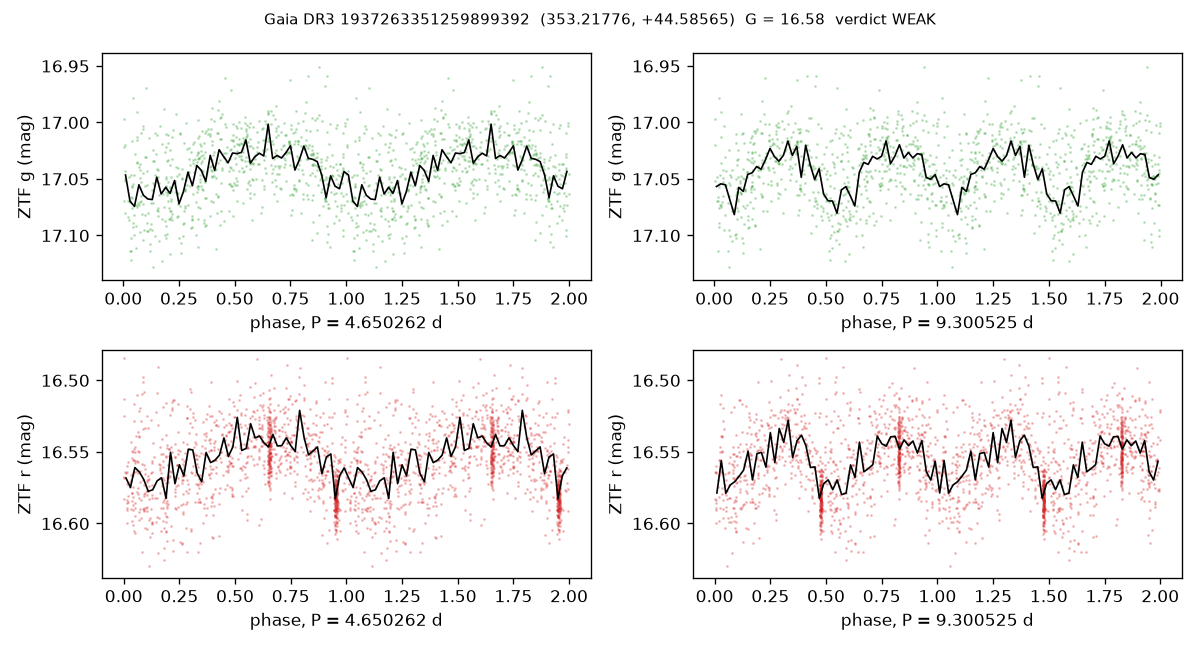 Gaia DR3 1937263351259899392  (353.21776, +44.58565)  G = 16.58  verdict WEAK
16.95
17.00
17.05
17.10
ZTF g (mag)
0.00 0.25 0.50 0.75 1.00 1.25 1.50 1.75 2.00
phase, P = 4.650262 d
16.95
17.00
17.05
17.10
ZTF g (mag)
0.00 0.25 0.50 0.75 1.00 1.25 1.50 1.75 2.00
phase, P = 9.300525 d
16.50
16.55
16.60
ZTF r (mag)
0.00 0.25 0.50 0.75 1.00 1.25 1.50 1.75 2.00
phase, P = 4.650262 d
16.50
16.55
16.60
ZTF r (mag)
0.00 0.25 0.50 0.75 1.00 1.25 1.50 1.75 2.00
phase, P = 9.300525 d